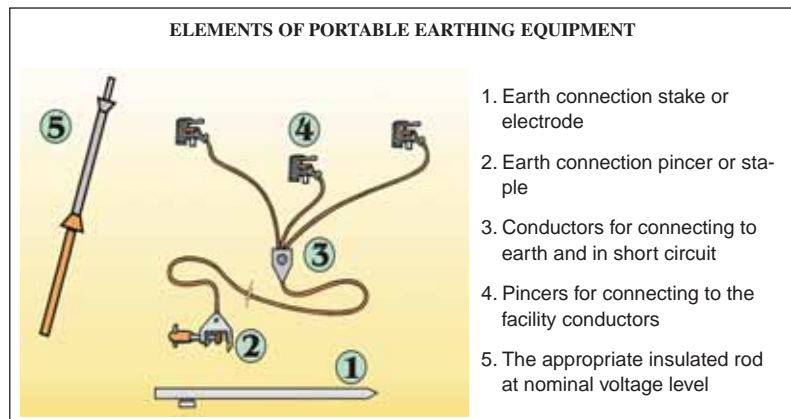 ELEMENTS OF PORTABLE EARTHING EQUIPMENT
5
4
3
2
1
1. Earth connection stake or
electrode
2. Earth connection pincer or sta-
ple
3. Conductors for connecting to
earth and in short circuit
4. Pincers for connecting to the
facility conductors
5. The appropriate insulated rod
at nominal voltage level